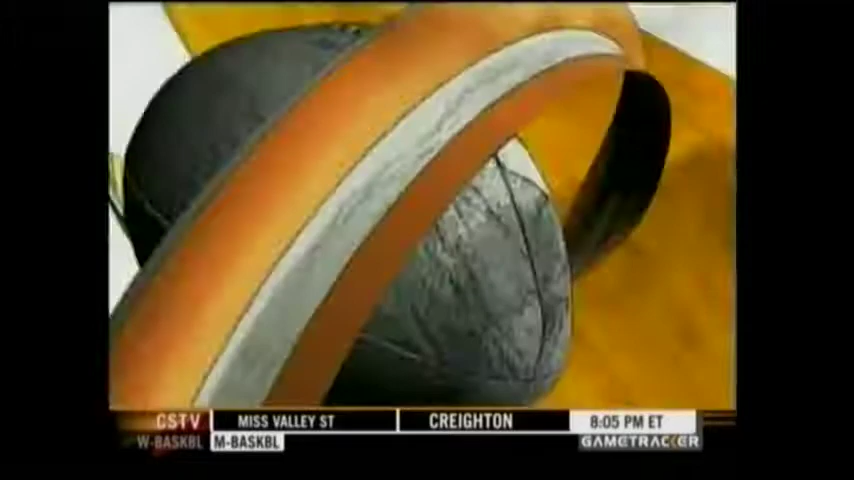 CSTV MISS VALLEY ST CREIGHTON 8:05 PM ET
W-BASKBL M-BASKBL GAMETRACKER